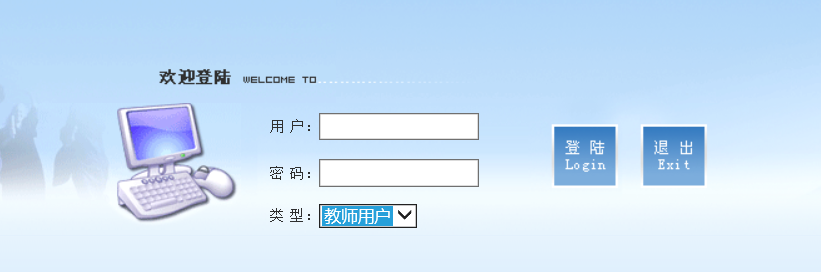 欢迎登陆 WELCOME TO
用户：
密码：
类型： 教师用户
登陆
Login
退出
Exit